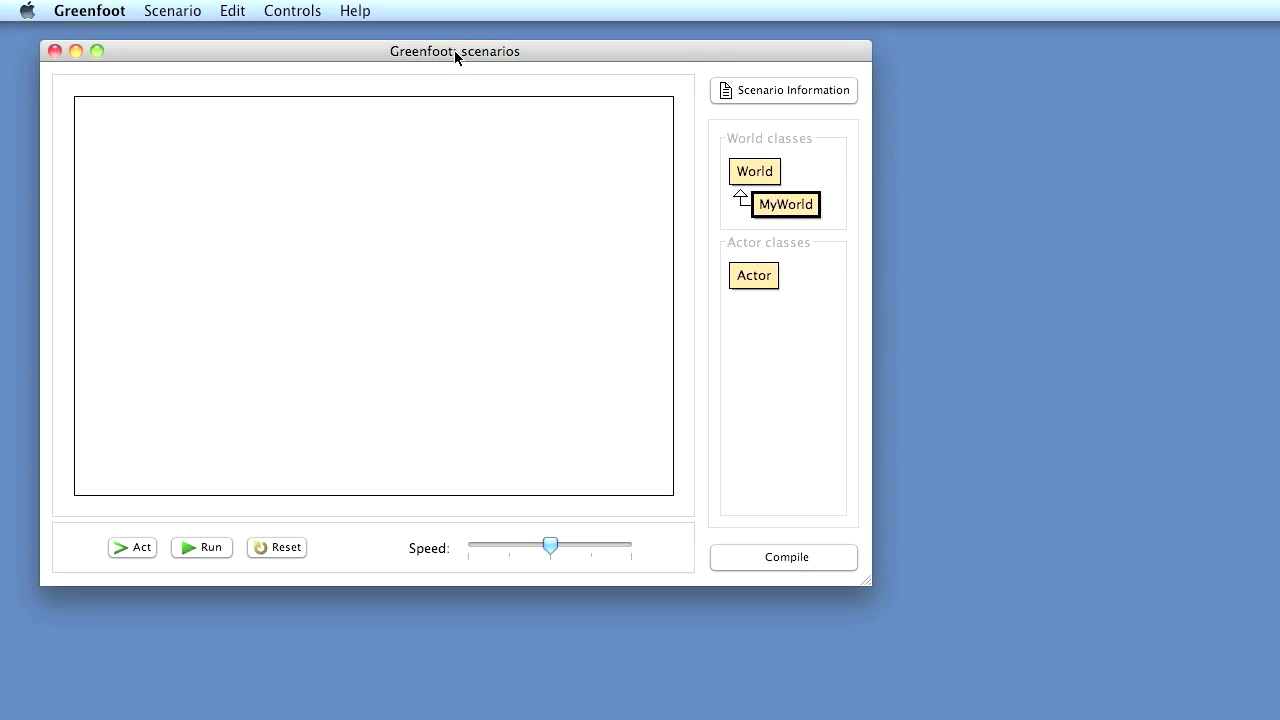 Greenfoot Scenario Edit Controls Help
Greenfoot: scenarios
Scenario Information
World classes
World
MyWorld
Actor classes
Actor
Act Run Reset Speed:
Compile